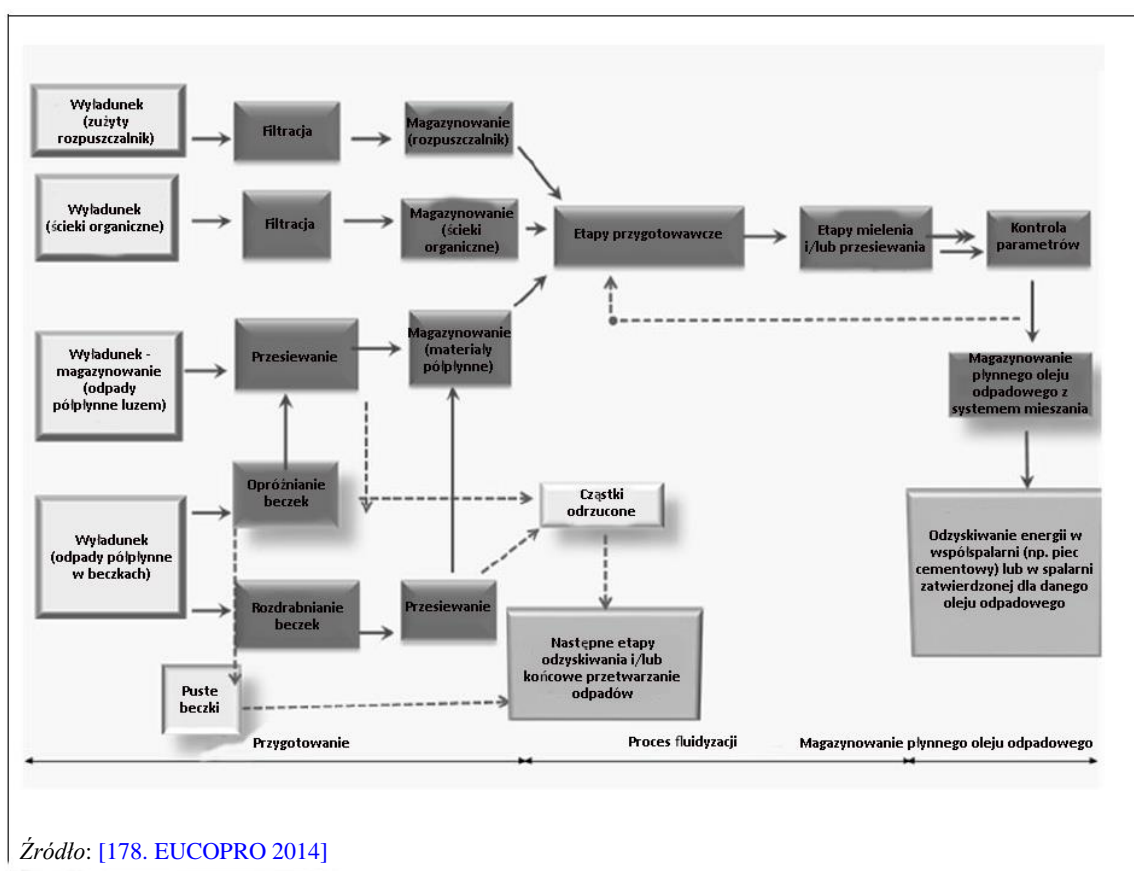 Wyładunek
(zużyty
rozpuszczalnik)
Filtracja
Magazynowanie
(rozpuszczalnik)
Wyładunek
(ścieki organiczne)
Filtracja
Magazynowanie
(ścieki
organiczne)
Etapy przygotowawcze
Etapy mielenia
i/lub przesiewania
Kontrola
parametrów
Wyładunek -
magazynowanie
(odpady
półpłynne luzem)
Przesiewanie
Magazynowanie
(materiały
półpłynne)
Magazynowanie
płynnego oleju
odpadowego z
systemem mieszania
Wyładunek
(odpady półpłynne
w beczkach)
Opróżnianie
beczek
Cząstki
odrzucone
Rozdrabnianie
beczek
Przesiewanie
Odzyskiwanie energii w
współspalarni (np. piec
cementowy) lub w spalarni
zatwierdzonej dla danego
oleju odpadowego
Następne etapy
odzyskiwania i/lub
końcowe przetwarzanie
odpadów
Puste
beczki
Przygotowanie
Proces fluidyzacji
Magazynowanie płynnego oleju odpadowego
Źródło: [178. EUCOPRO 2014]